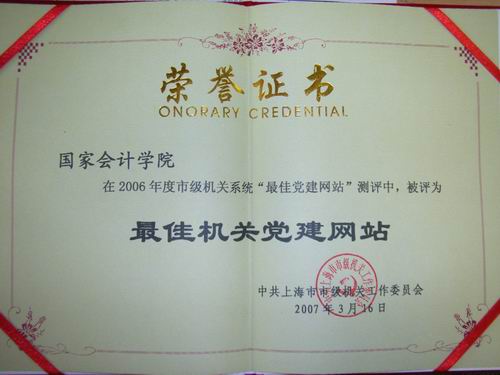 荣誉证书
ONORARY CREDENTIAL
国家会计学院
在2006年度市级机关系统“最佳党建网站”测评中，被评为
最佳机关党建网站
中共上海市市级机关工作委员会
2007年3月16日